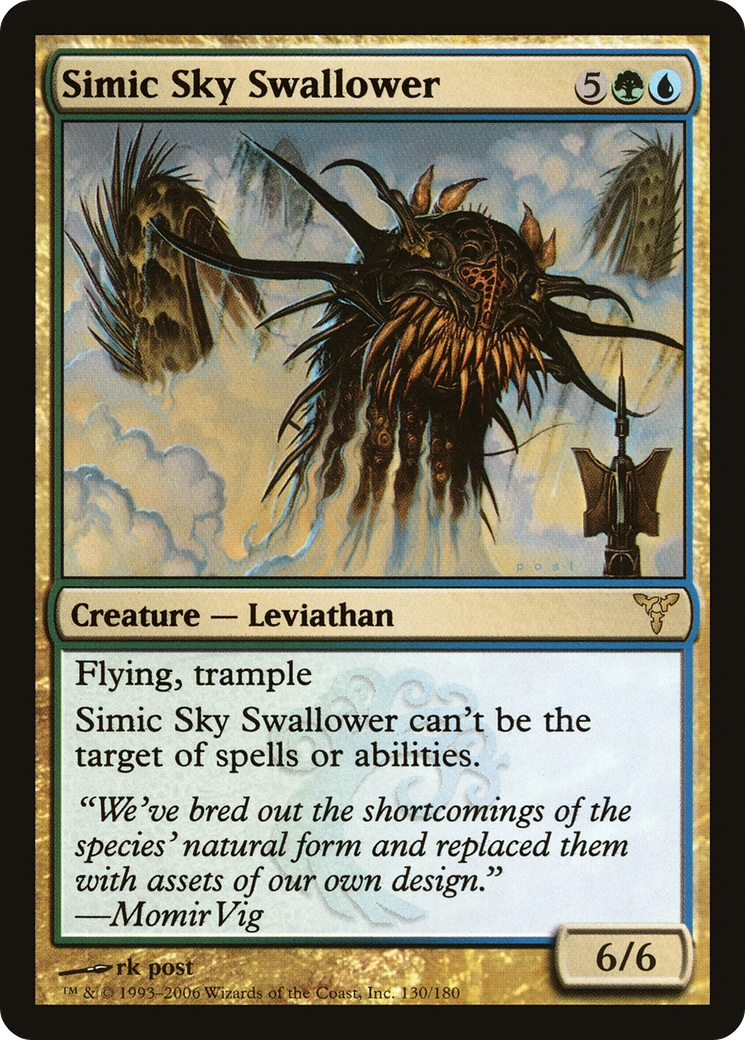 Simic Sky Swallower 5
post
Creature — Leviathan
Flying, trample
Simic Sky Swallower can't be the
target of spells or abilities.
“We've bred out the shortcomings of the
species' natural form and replaced them
with assets of our own design.”
—Momir Vig
6/6
rk post
™ & © 1993–2006 Wizards of the Coast, Inc. 130/180